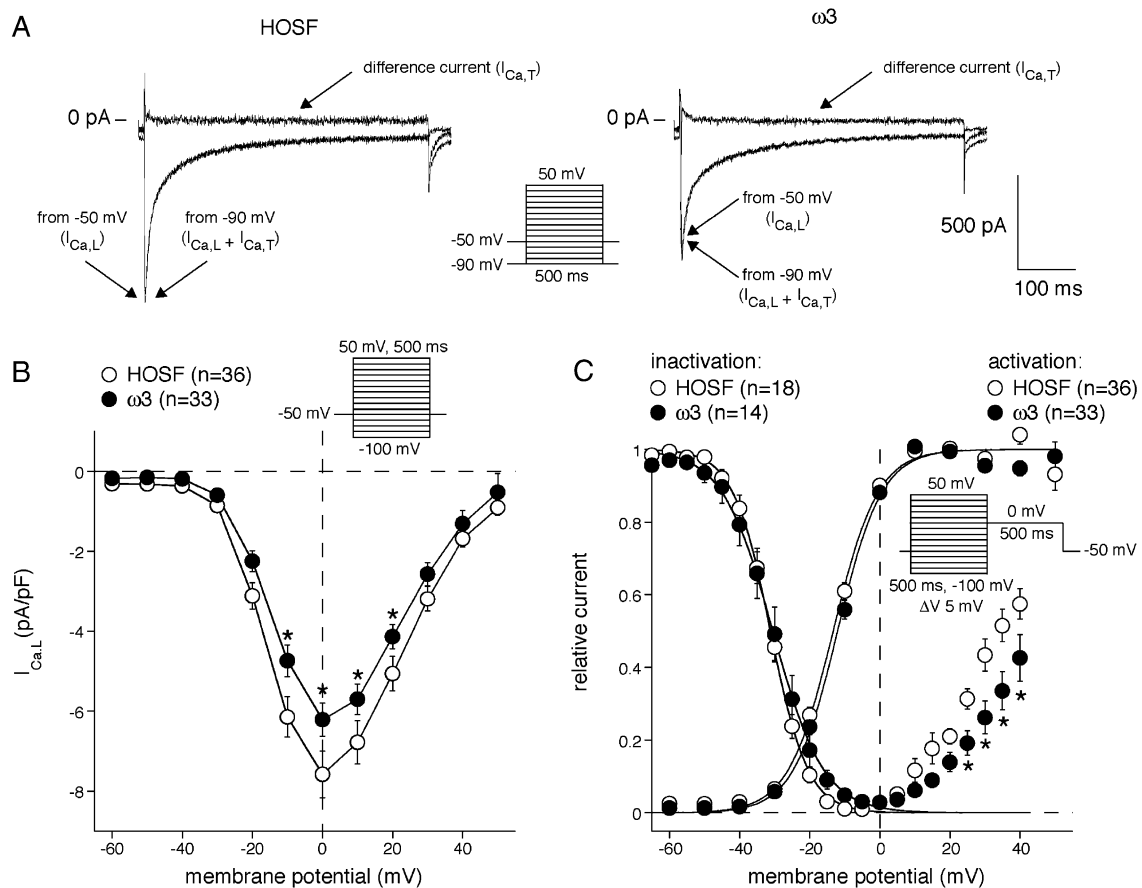 A
HOSF
ω3
difference current (I_Ca,T)
difference current (I_Ca,T)
0 pA
0 pA
from -50 mV
(I_Ca,L)
from -90 mV
(I_Ca,L + I_Ca,T)
50 mV
-50 mV
-90 mV
500 ms
from -50 mV
(I_Ca,L)
from -90 mV
(I_Ca,L + I_Ca,T)
500 pA
100 ms
B
HOSF (n=36)
ω3 (n=33)
50 mV, 500 ms
-50 mV
-100 mV
I_Ca.L (pA/pF)
0
-2
-4
-6
-8
*
*
*
*
-60
-40
-20
0
20
40
membrane potential (mV)
C
inactivation:
HOSF (n=18)
ω3 (n=14)
activation:
HOSF (n=36)
ω3 (n=33)
relative current
1
0.8
0.6
0.4
0.2
0
50 mV
0 mV
500 ms
-50 mV
500 ms, -100 mV
ΔV 5 mV
*
*
*
*
-60
-40
-20
0
20
40
membrane potential (mV)